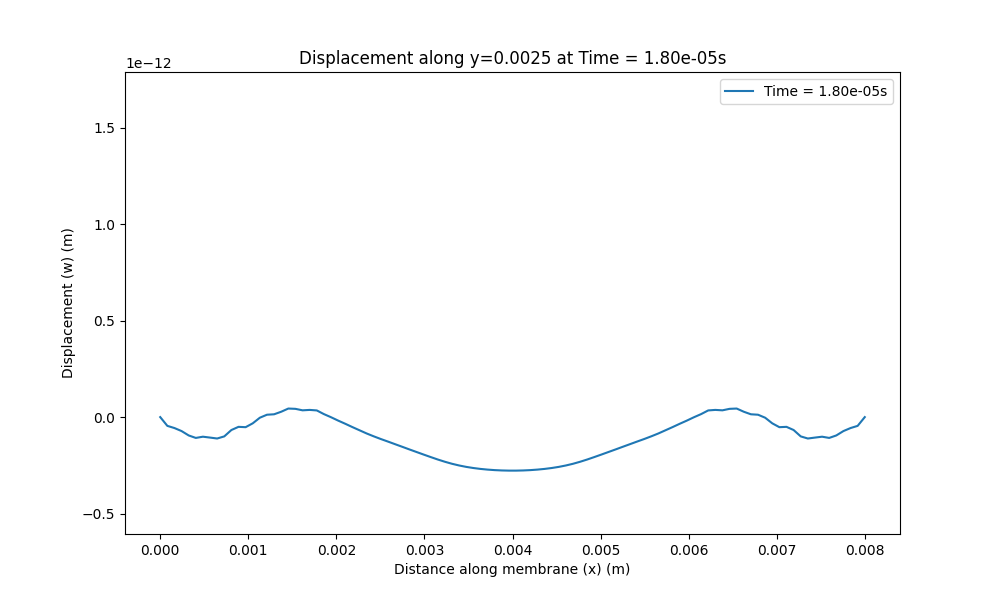 Displacement along y=0.0025 at Time = 1.80e-05s
1e−12
Time = 1.80e-05s
1.5
1.0
0.5
0.0
−0.5
Displacement (w) (m)
0.000 0.001 0.002 0.003 0.004 0.005 0.006 0.007 0.008
Distance along membrane (x) (m)